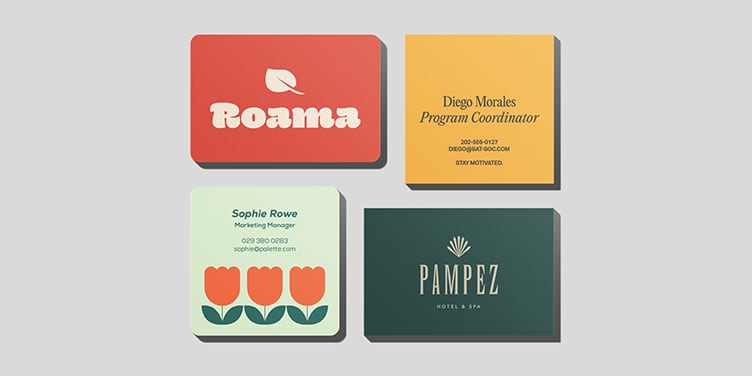 Roama
Diego Morales
Program Coordinator
202-555-0127
DIEGO@SAT-SOC.COM
STAY MOTIVATED.
Sophie Rowe
Marketing Manager
029 380 0283
sophie@palette.com
PAMPEZ
HOTEL & SPA